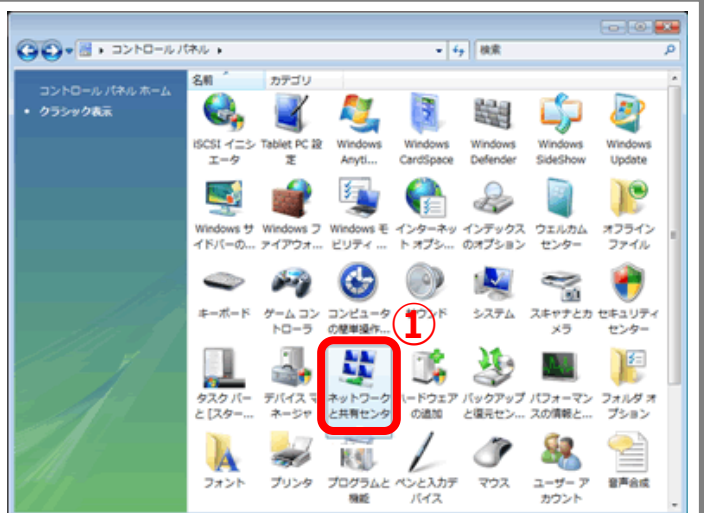 コントロール パネル
検索
コントロール パネル ホーム
クラシック表示
名前 カテゴリ
iSCSI イニシ
エータ
Tablet PC 設
定
Windows
Anyti...
Windows
CardSpace
Windows
Defender
Windows
SideShow
Windows
Update
Windows サ
イドバーの...
Windows フ
ァイアウォ...
Windows モ
ビリティ ...
インターネッ
ト オプシ...
インデックス
のオプション
ウェルカム
センター
オフライン
ファイル
キーボード
ゲーム コン
トローラ
コンピュータ
の簡単操作...
①
サウンド
システム
スキャナとカ
メラ
セキュリティ
センター
タスク バー
と [スター...
デバイス マ
ネージャ
ネットワーク
と共有センタ
ハードウェア
の追加
バックアップ
と復元セン...
パフォーマン
スの情報と...
フォルダ オ
プション
フォント
プリンタ
プログラムと
機能
ペンと入力デ
バイス
マウス
ユーザー ア
カウント
音声合成